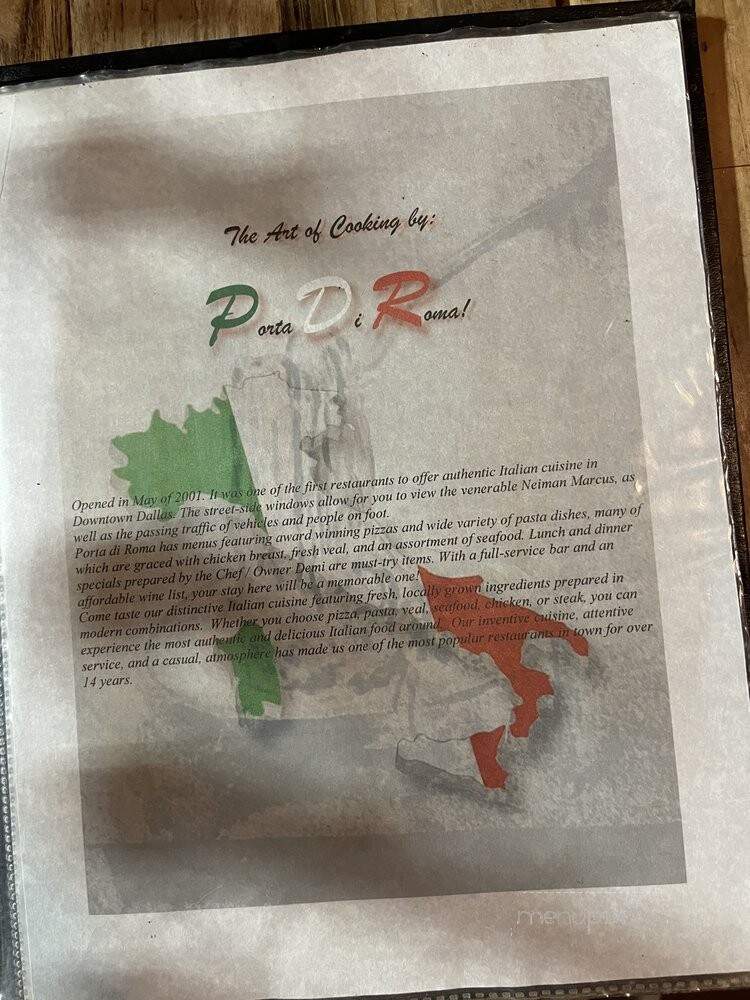 The Art of Cooking by:
Porta Di Roma!
Opened in May of 2001. It was one of the first restaurants to offer authentic Italian cuisine in
Downtown Dallas. The street-side windows allow for you to view the venerable Neiman Marcus, as
well as the passing traffic of vehicles and people on foot.
Porta di Roma has menus featuring award winning pizzas and wide variety of pasta dishes, many of
which are graced with chicken breast, fresh veal, and an assortment of seafood. Lunch and dinner
specials prepared by the Chef / Owner Demi are must-try items. With a full-service bar and an
affordable wine list, your stay here will be a memorable one!
Come taste our distinctive Italian cuisine featuring fresh, locally grown ingredients prepared in
modern combinations. Whether you choose pizza, pasta, veal, seafood, chicken, or steak, you can
experience the most authentic and delicious Italian food around. Our inventive cuisine, attentive
service, and a casual, atmosphere has made us one of the most popular restaurants in town for over
14 years.